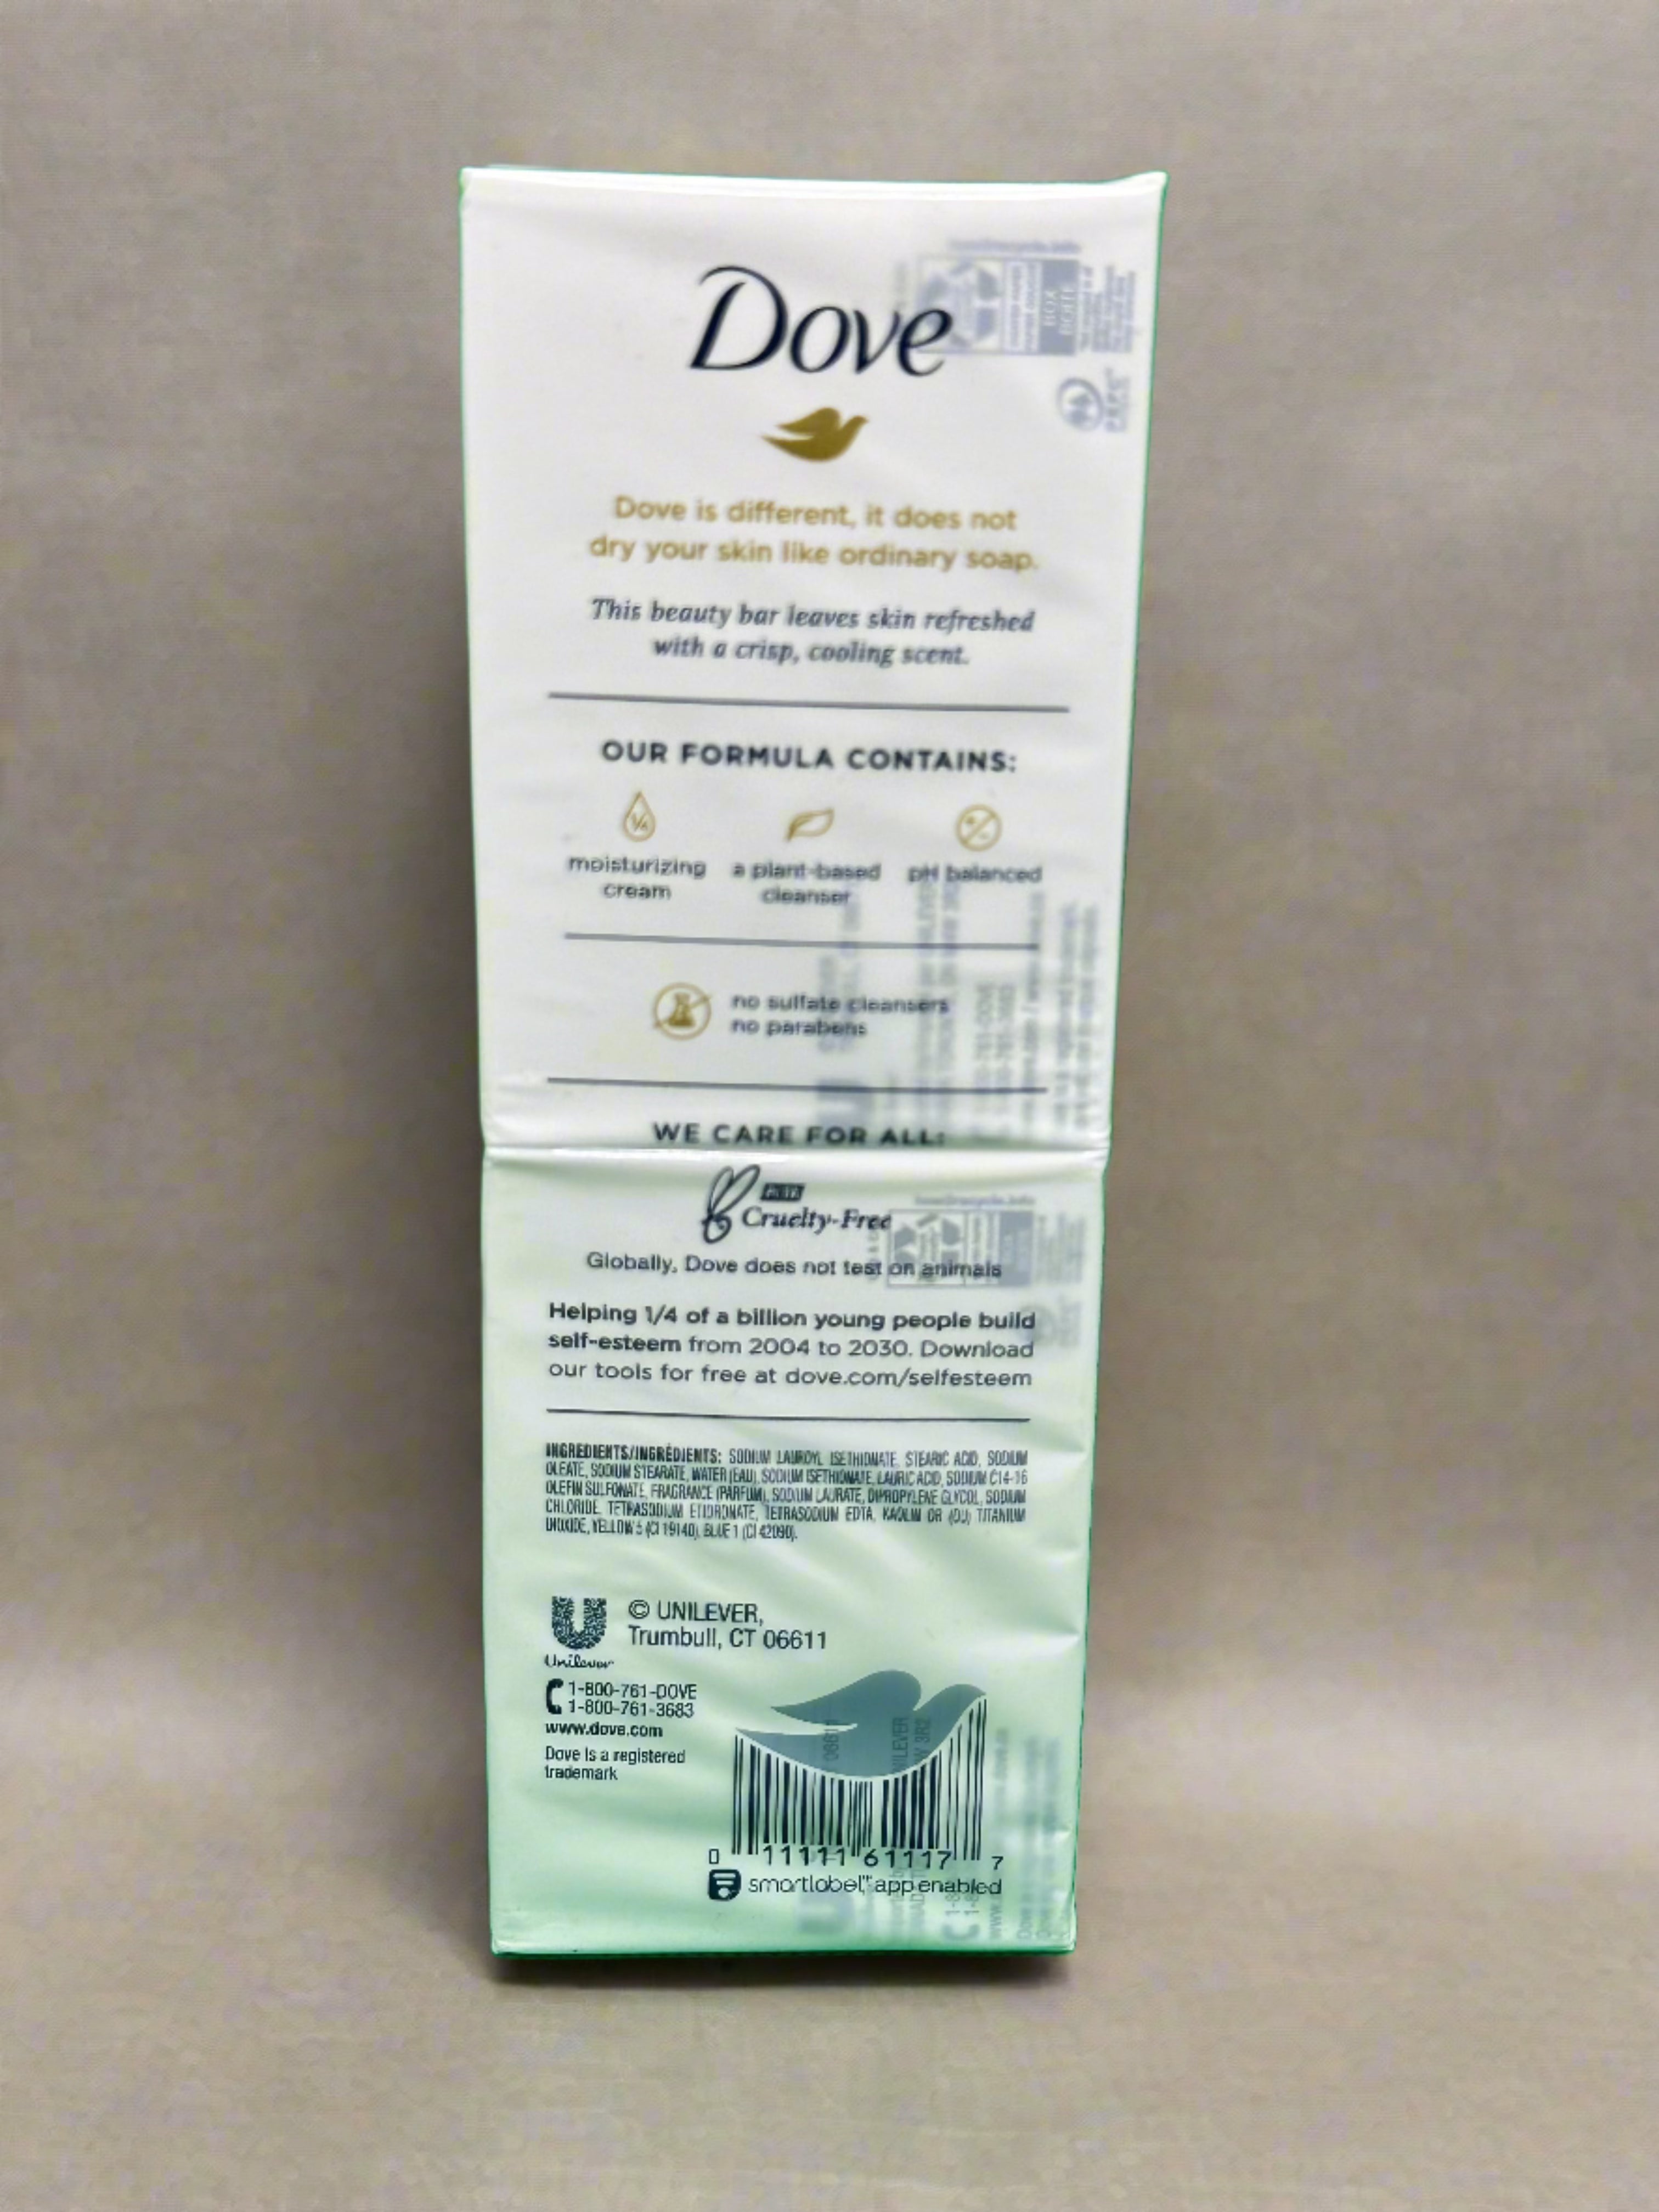 Dove
Dove is different, it does not
dry your skin like ordinary soap.
This beauty bar leaves skin refreshed
with a crisp, cooling scent.
OUR FORMULA CONTAINS:
1/4
moisturizing
cream
a plant-based
cleanser
pH balanced
no sulfate cleansers
no parabens
WE CARE FOR ALL:
PETA
Cruelty-Free
Globally, Dove does not test on animals
Helping 1/4 of a billion young people build
self-esteem from 2004 to 2030. Download
our tools for free at dove.com/selfesteem
INGREDIENTS/INGRÉDIENTS: SODIUM LAUROYL ISETHIONATE, STEARIC ACID, SODIUM
OLEATE, SODIUM STEARATE, WATER (EAU), SODIUM ISETHIONATE, LAURIC ACID, SODIUM C14-16
OLEFIN SULFONATE, FRAGRANCE (PARFUM), SODIUM LAURATE, DIPROPYLENE GLYCOL, SODIUM
CHLORIDE, TETRASODIUM ETIDRONATE, TETRASODIUM EDTA, KAOLIN OR (OU) TITANIUM
DIOXIDE, YELLOW 5 (CI 19140), BLUE 1 (CI 42090).
© UNILEVER,
Trumbull, CT 06611
Unilever
1-800-761-DOVE
1-800-761-3683
www.dove.com
Dove is a registered
trademark
0 11111 61117 7
smartlabel™ app enabled
BOX
BOITE